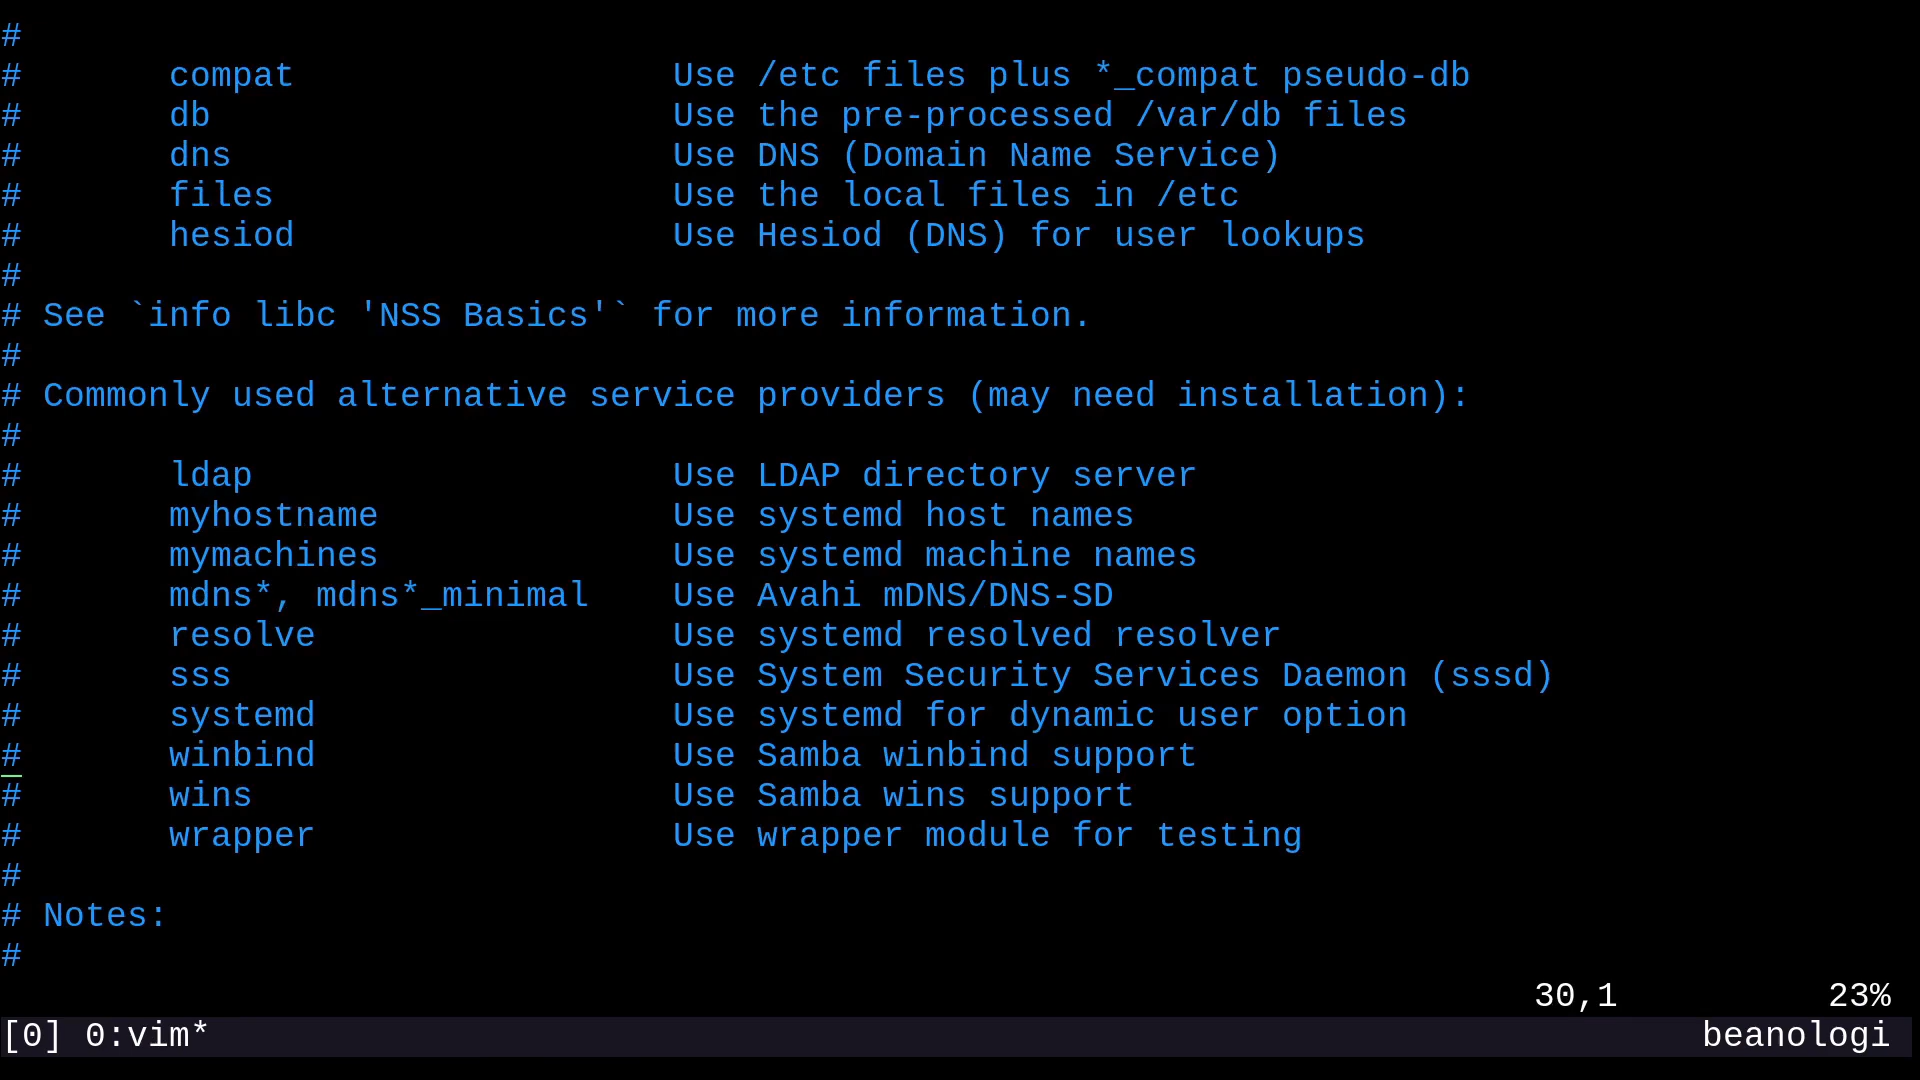 #
#       compat                  Use /etc files plus *_compat pseudo-db
#       db                      Use the pre-processed /var/db files
#       dns                     Use DNS (Domain Name Service)
#       files                   Use the local files in /etc
#       hesiod                  Use Hesiod (DNS) for user lookups
#
# See `info libc 'NSS Basics'` for more information.
#
# Commonly used alternative service providers (may need installation):
#
#       ldap                    Use LDAP directory server
#       myhostname              Use systemd host names
#       mymachines              Use systemd machine names
#       mdns*, mdns*_minimal    Use Avahi mDNS/DNS-SD
#       resolve                 Use systemd resolved resolver
#       sss                     Use System Security Services Daemon (sssd)
#       systemd                 Use systemd for dynamic user option
#       winbind                 Use Samba winbind support
#       wins                    Use Samba wins support
#       wrapper                 Use wrapper module for testing
#
# Notes:
#
30,1          23%
[0] 0:vim*                                                                       beanologi